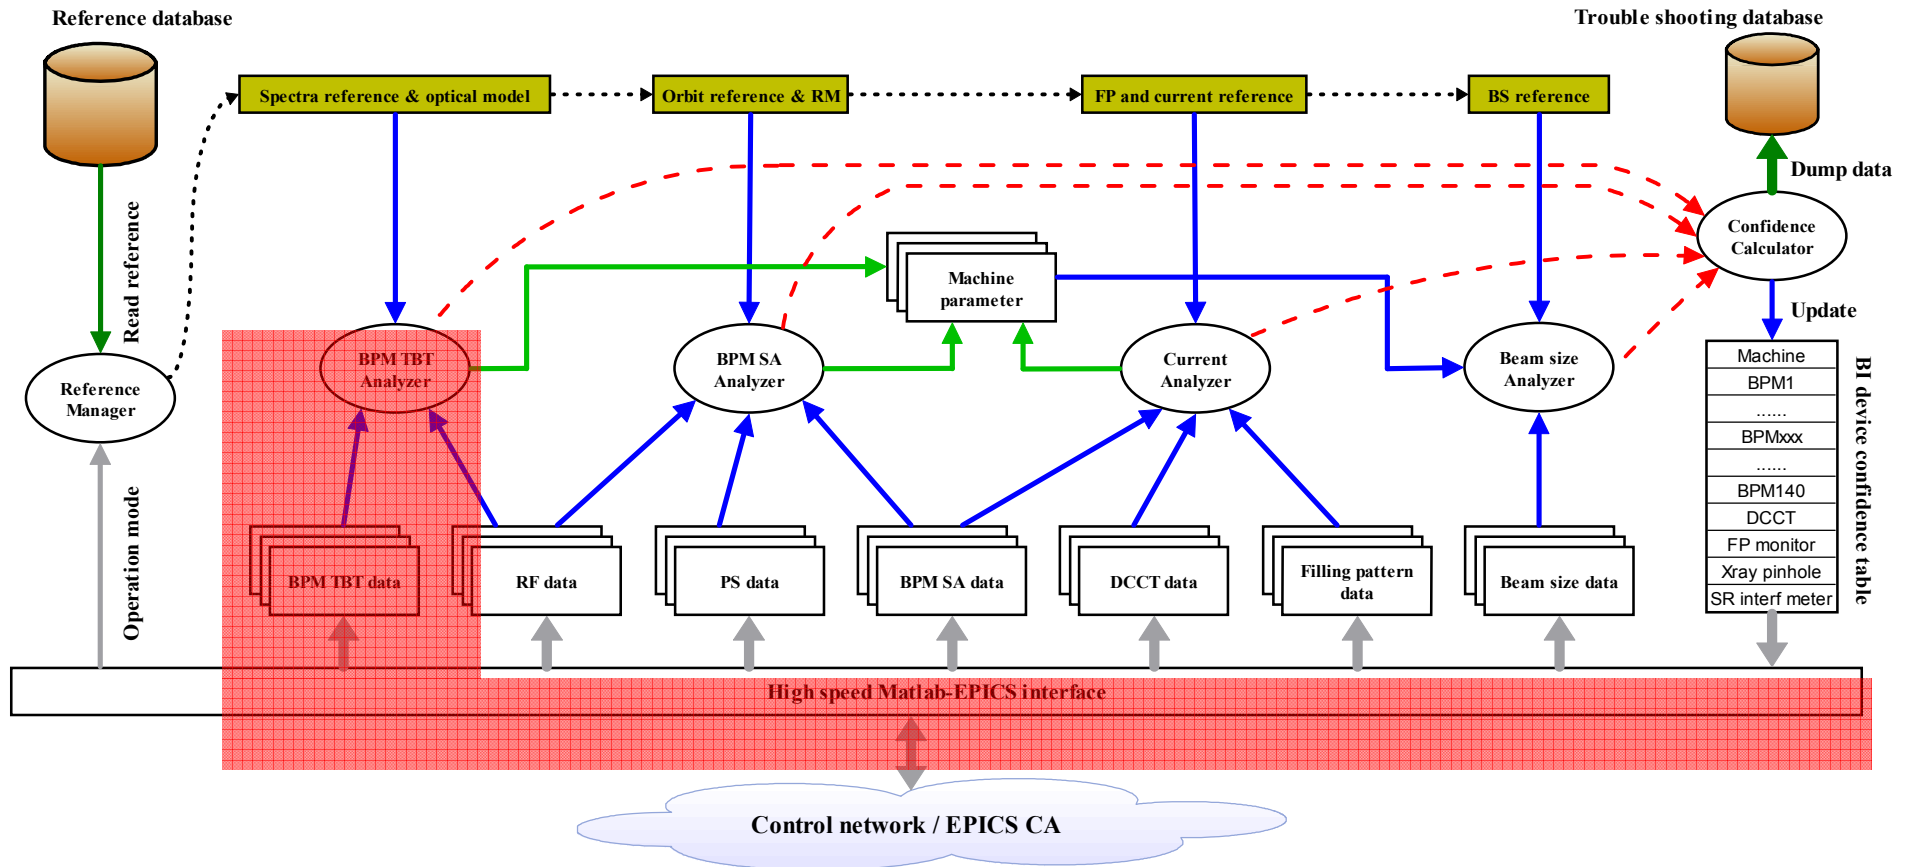 Reference database
Trouble shooting database
Spectra reference & optical model
Orbit reference & RM
FP and current reference
BS reference
Dump data
Read reference
Confidence
Calculator
Machine
parameter
Update
BPM TBT
Analyzer
BPM SA
Analyzer
Current
Analyzer
Beam size
Analyzer
Reference
Manager
Machine
BPM1
......
BPMxxx
......
BPM140
DCCT
FP monitor
Xray pinhole
SR interf meter
BI device confidence table
Operation mode
BPM TBT data
RF data
PS data
BPM SA data
DCCT data
Filling pattern
data
Beam size data
High speed Matlab-EPICS interface
Control network / EPICS CA